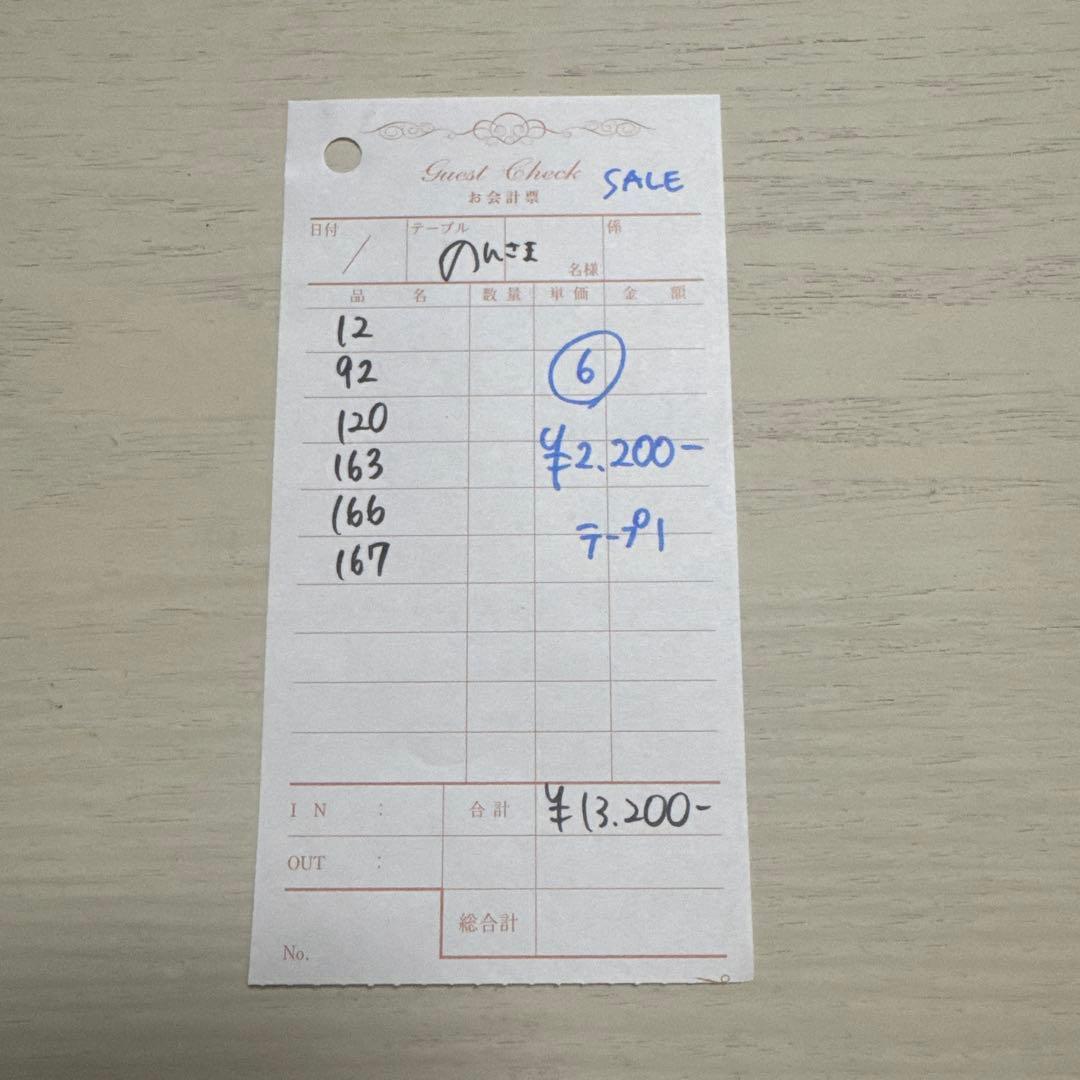 Guest Check
SALE
お会計票
日付 テーブル 係
/ のんさま 名様
品 名 数量 単価 金 額
12
92
⑥
120
163
¥2.200-
166
テープ1
167
IN : 合計 ¥13.200-
OUT :
総合計
No.